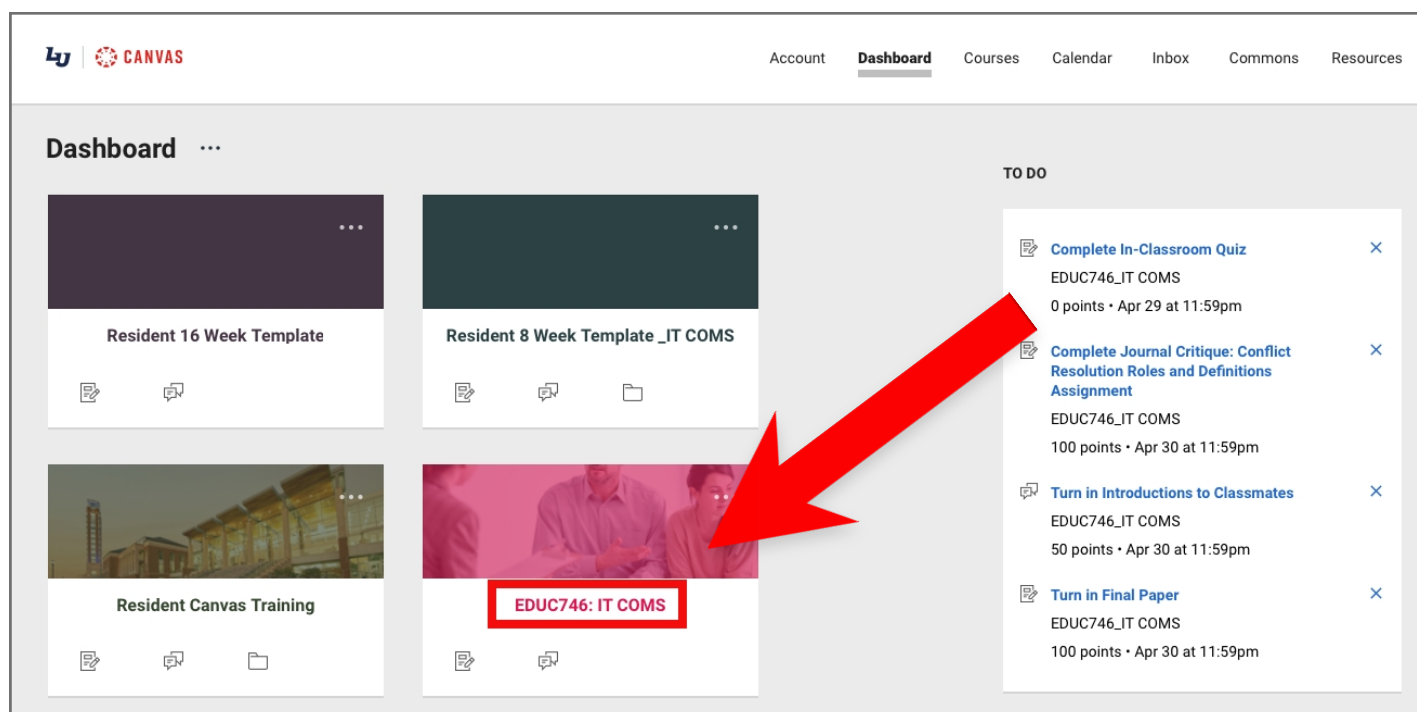 LU CANVAS
Account Dashboard Courses Calendar Inbox Commons Resources
Dashboard ...
Resident 16 Week Template
Resident 8 Week Template _IT COMS
Resident Canvas Training
EDUC746: IT COMS
TO DO
Complete In-Classroom Quiz
EDUC746_IT COMS
0 points • Apr 29 at 11:59pm
Complete Journal Critique: Conflict
Resolution Roles and Definitions
Assignment
EDUC746_IT COMS
100 points • Apr 30 at 11:59pm
Turn in Introductions to Classmates
EDUC746_IT COMS
50 points • Apr 30 at 11:59pm
Turn in Final Paper
EDUC746_IT COMS
100 points • Apr 30 at 11:59pm